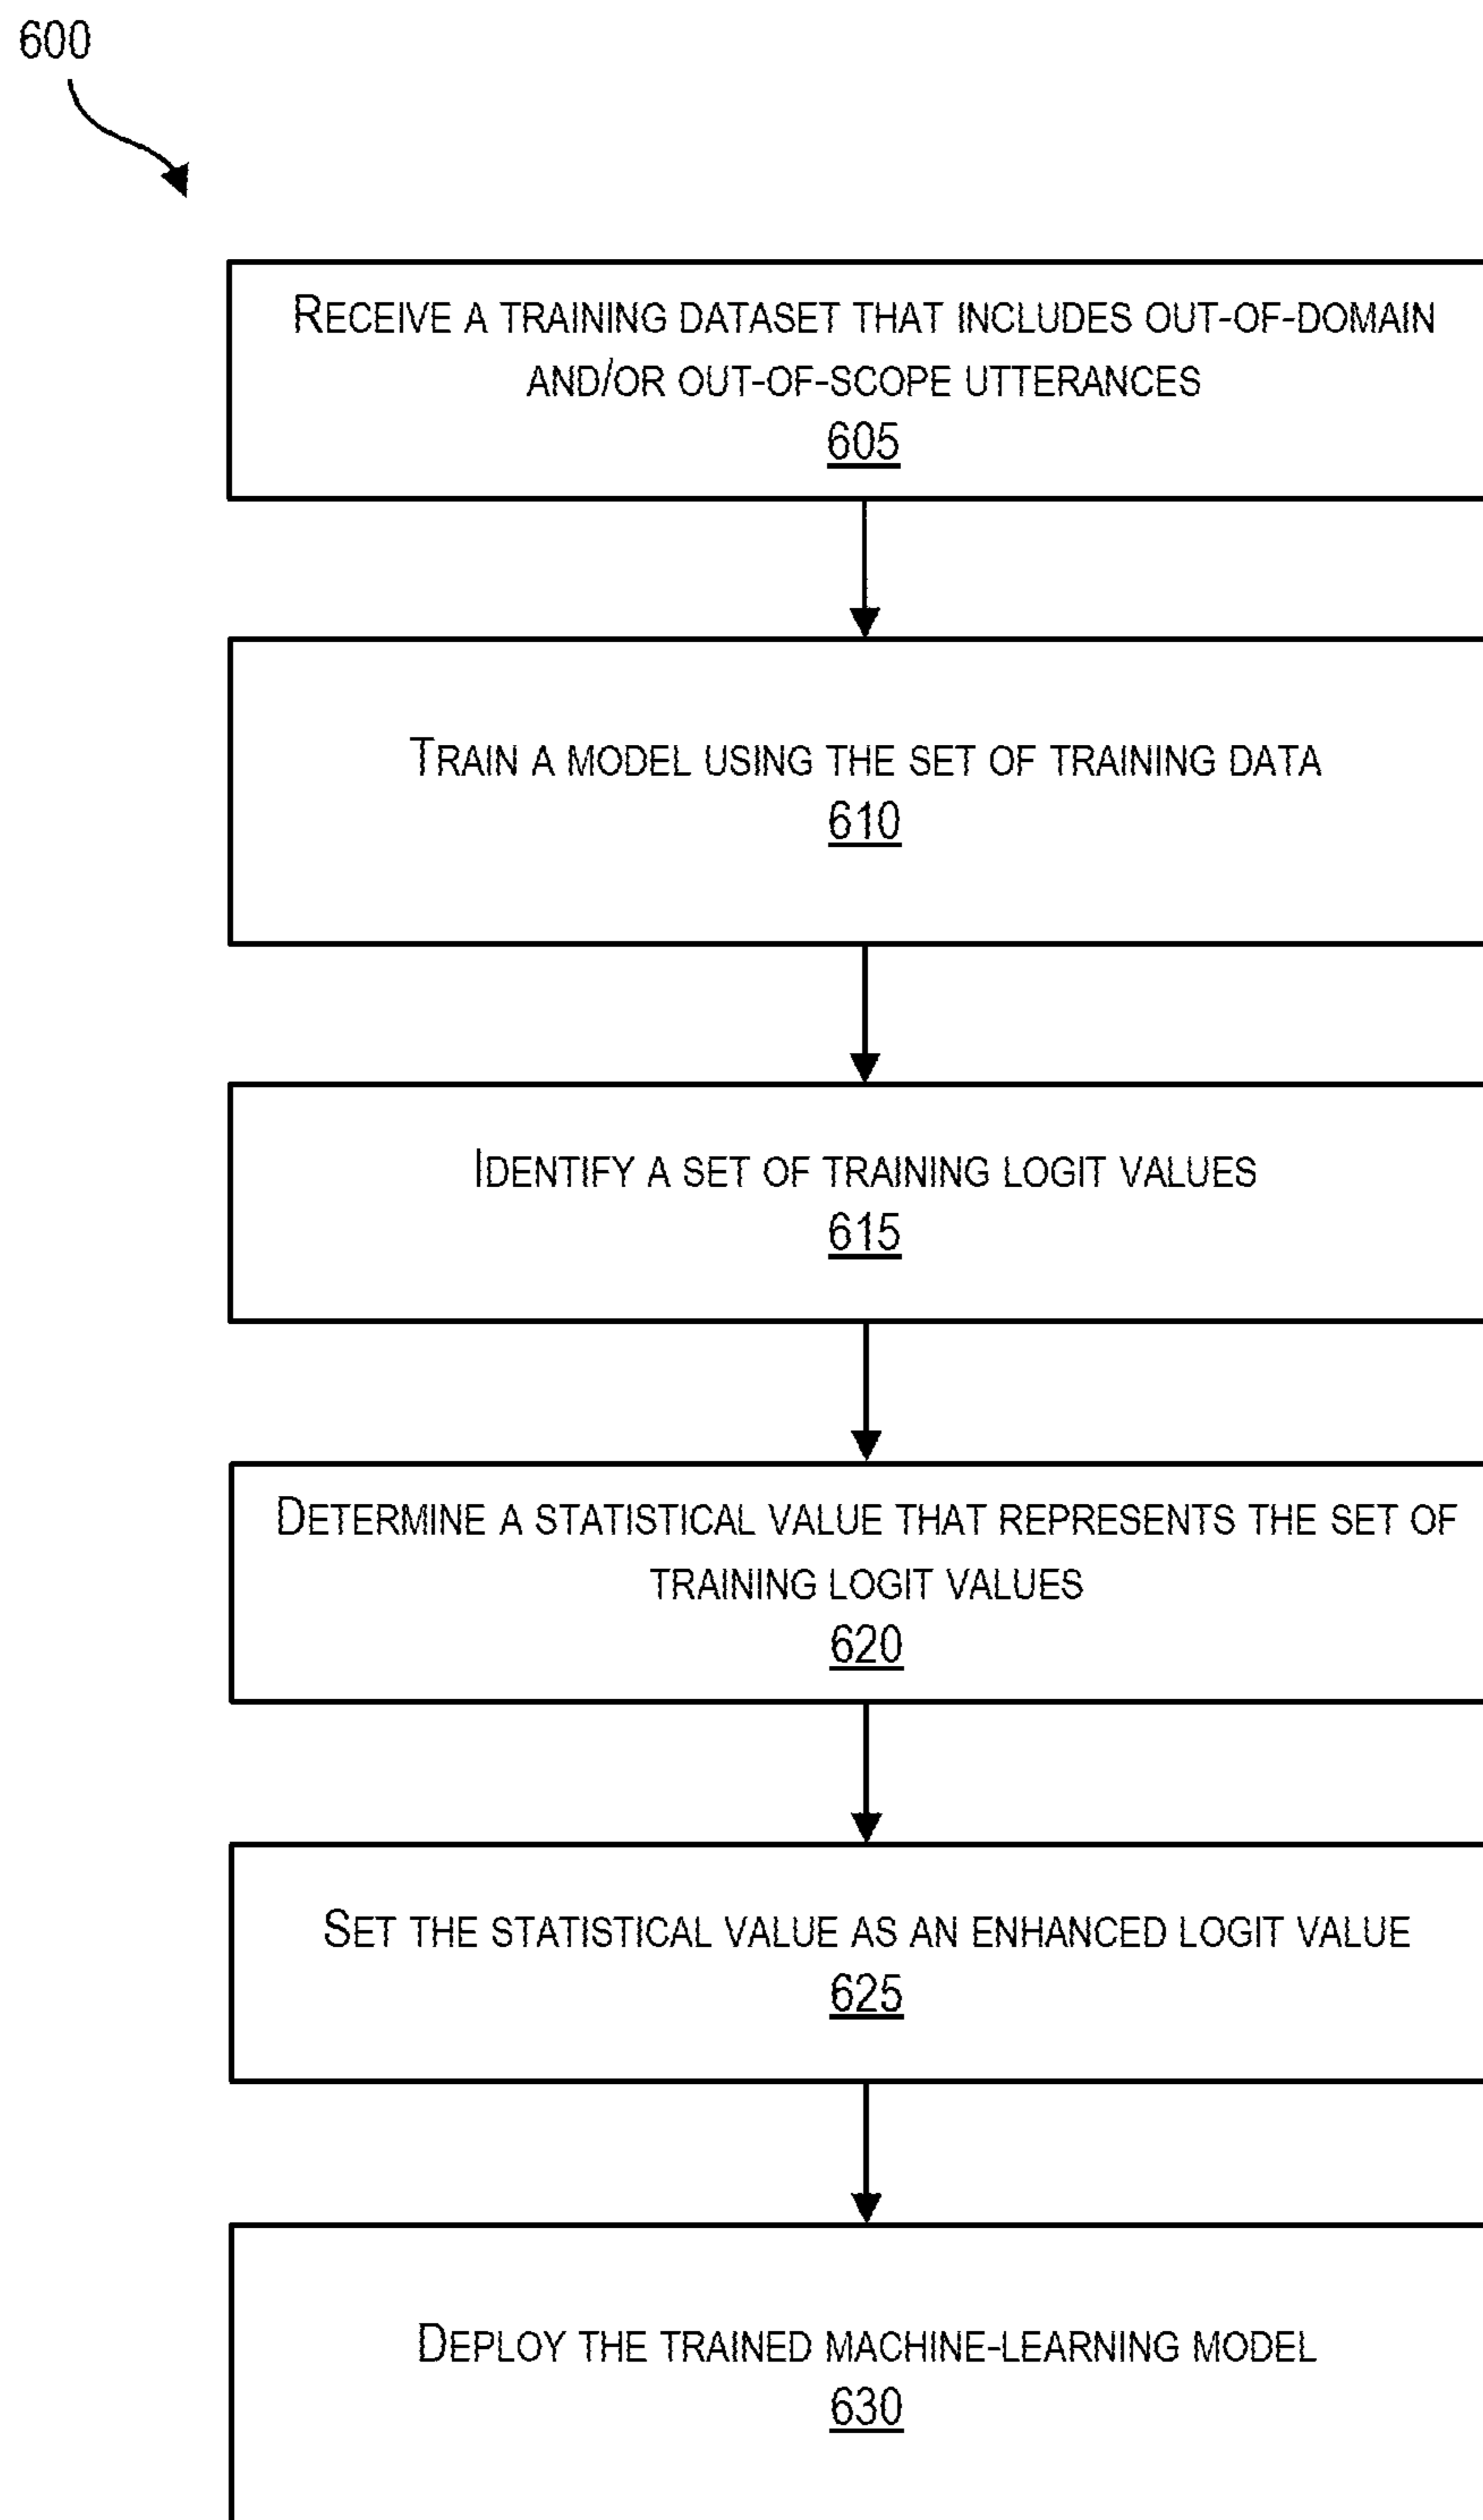 600
RECEIVE A TRAINING DATASET THAT INCLUDES OUT-OF-DOMAIN
AND/OR OUT-OF-SCOPE UTTERANCES
605
TRAIN A MODEL USING THE SET OF TRAINING DATA
610
IDENTIFY A SET OF TRAINING LOGIT VALUES
615
DETERMINE A STATISTICAL VALUE THAT REPRESENTS THE SET OF
TRAINING LOGIT VALUES
620
SET THE STATISTICAL VALUE AS AN ENHANCED LOGIT VALUE
625
DEPLOY THE TRAINED MACHINE-LEARNING MODEL
630